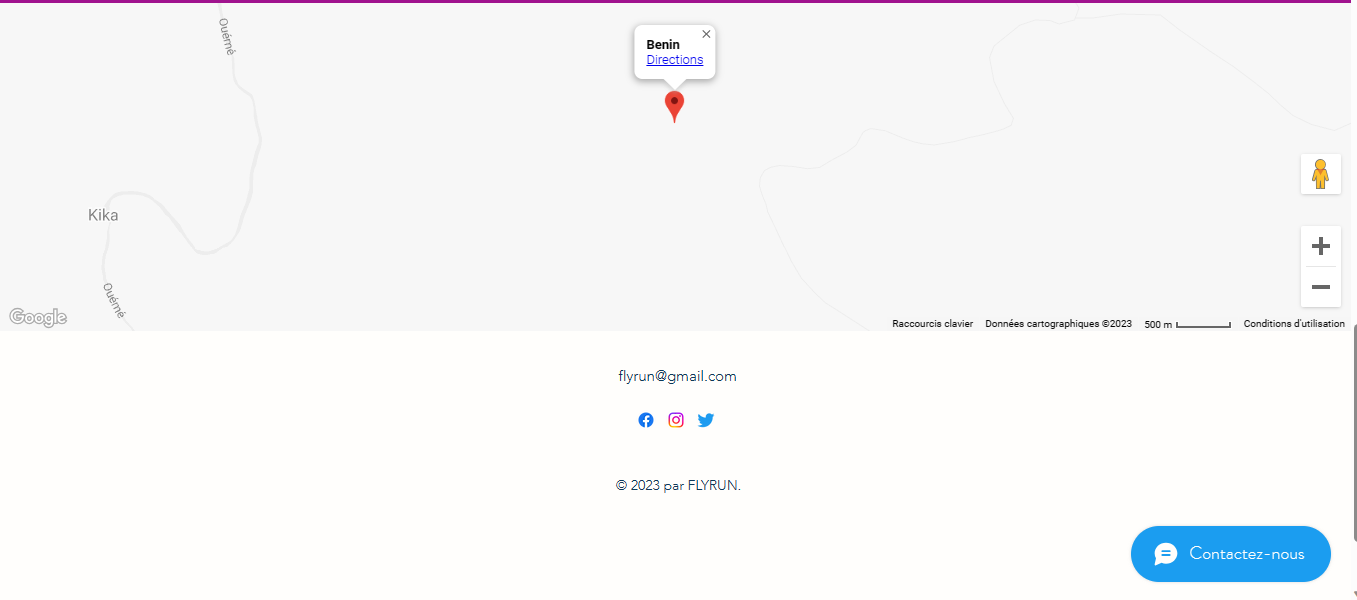 Ouémé
Benin
Directions
Kika
Ouémé
Google
Raccourcis clavier Données cartographiques ©2023 500 m Conditions d'utilisation
flyrun@gmail.com
© 2023 par FLYRUN.
Contactez-nous